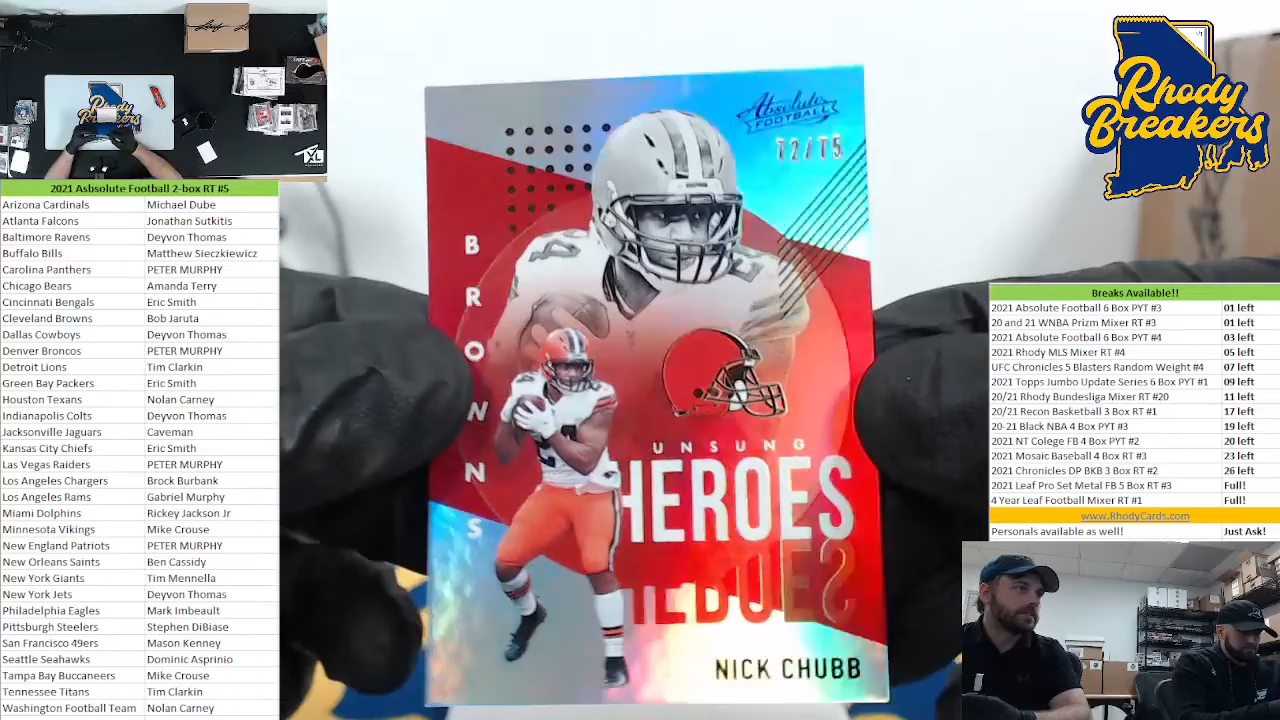 2021 Asbsolute Football 2-box RT #5
Arizona Cardinals Michael Dube
Atlanta Falcons Jonathan Sutkitis
Baltimore Ravens Deyvon Thomas
Buffalo Bills Matthew Sieczkiewicz
Carolina Panthers PETER MURPHY
Chicago Bears Amanda Terry
Cincinnati Bengals Eric Smith
Cleveland Browns Bob Jaruta
Dallas Cowboys Deyvon Thomas
Denver Broncos PETER MURPHY
Detroit Lions Tim Clarkin
Green Bay Packers Eric Smith
Houston Texans Nolan Carney
Indianapolis Colts Deyvon Thomas
Jacksonville Jaguars Caveman
Kansas City Chiefs Eric Smith
Las Vegas Raiders PETER MURPHY
Los Angeles Chargers Brock Burbank
Los Angeles Rams Gabriel Murphy
Miami Dolphins Rickey Jackson Jr
Minnesota Vikings Mike Crouse
New England Patriots PETER MURPHY
New Orleans Saints Ben Cassidy
New York Giants Tim Mennella
New York Jets Deyvon Thomas
Philadelphia Eagles Mark Imbeault
Pittsburgh Steelers Stephen DiBiase
San Francisco 49ers Mason Kenney
Seattle Seahawks Dominic Asprinio
Tampa Bay Buccaneers Mike Crouse
Tennessee Titans Tim Clarkin
Washington Football Team Nolan Carney
Rhody
Breakers
XL
Absolute
FOOTBALL
72/75
BROWNS
24
UNSUNG
HEROES
NICK CHUBB
Rhody
Breakers
Breaks Available!!
2021 Absolute Football 6 Box PYT #3 01 left
20 and 21 WNBA Prizm Mixer RT #3 01 left
2021 Absolute Football 6 Box PYT #4 03 left
2021 Rhody MLS Mixer RT #4 05 left
UFC Chronicles 5 Blasters Random Weight #4 07 left
2021 Topps Jumbo Update Series 6 Box PYT #1 09 left
20/21 Rhody Bundesliga Mixer RT #20 11 left
20/21 Recon Basketball 3 Box RT #1 17 left
20-21 Black NBA 4 Box PYT #3 19 left
2021 NT Colege FB 4 Box PYT #2 20 left
2021 Mosaic Baseball 4 Box RT #3 23 left
2021 Chronicles DP BKB 3 Box RT #2 26 left
2021 Leaf Pro Set Metal FB 5 Box RT #3 Full!
4 Year Leaf Football Mixer RT #1 Full!
www.RhodyCards.com
Personals available as well! Just Ask!